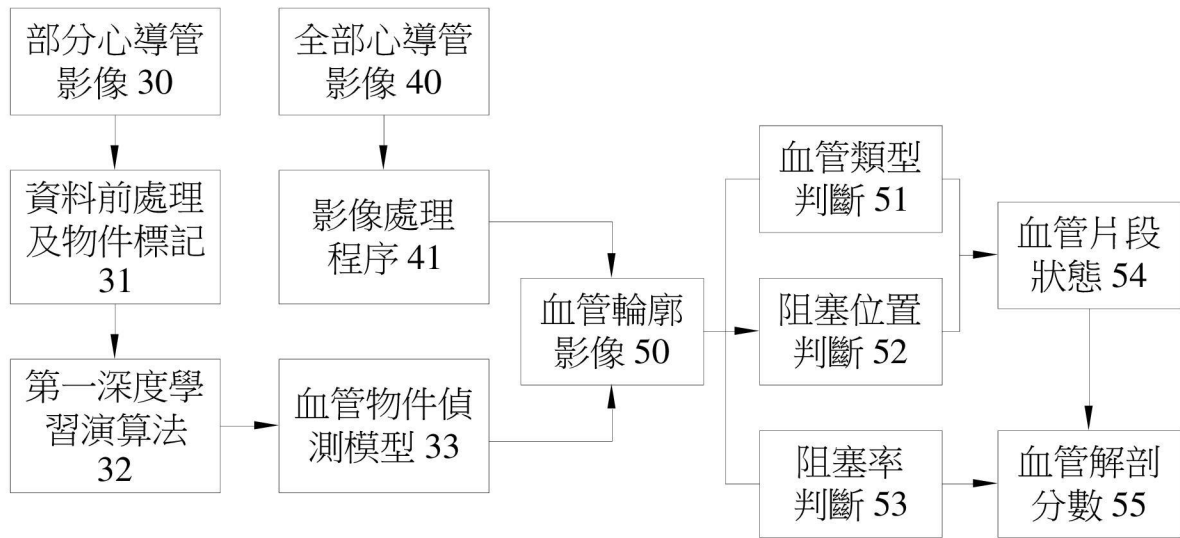 部分心導管
影像 30
全部心導管
影像 40
資料前處理
及物件標記
31
影像處理
程序 41
第一深度學
習演算法
32
血管物件偵
測模型 33
血管輪廓
影像 50
血管類型
判斷 51
阻塞位置
判斷 52
阻塞率
判斷 53
血管片段
狀態 54
血管解剖
分數 55